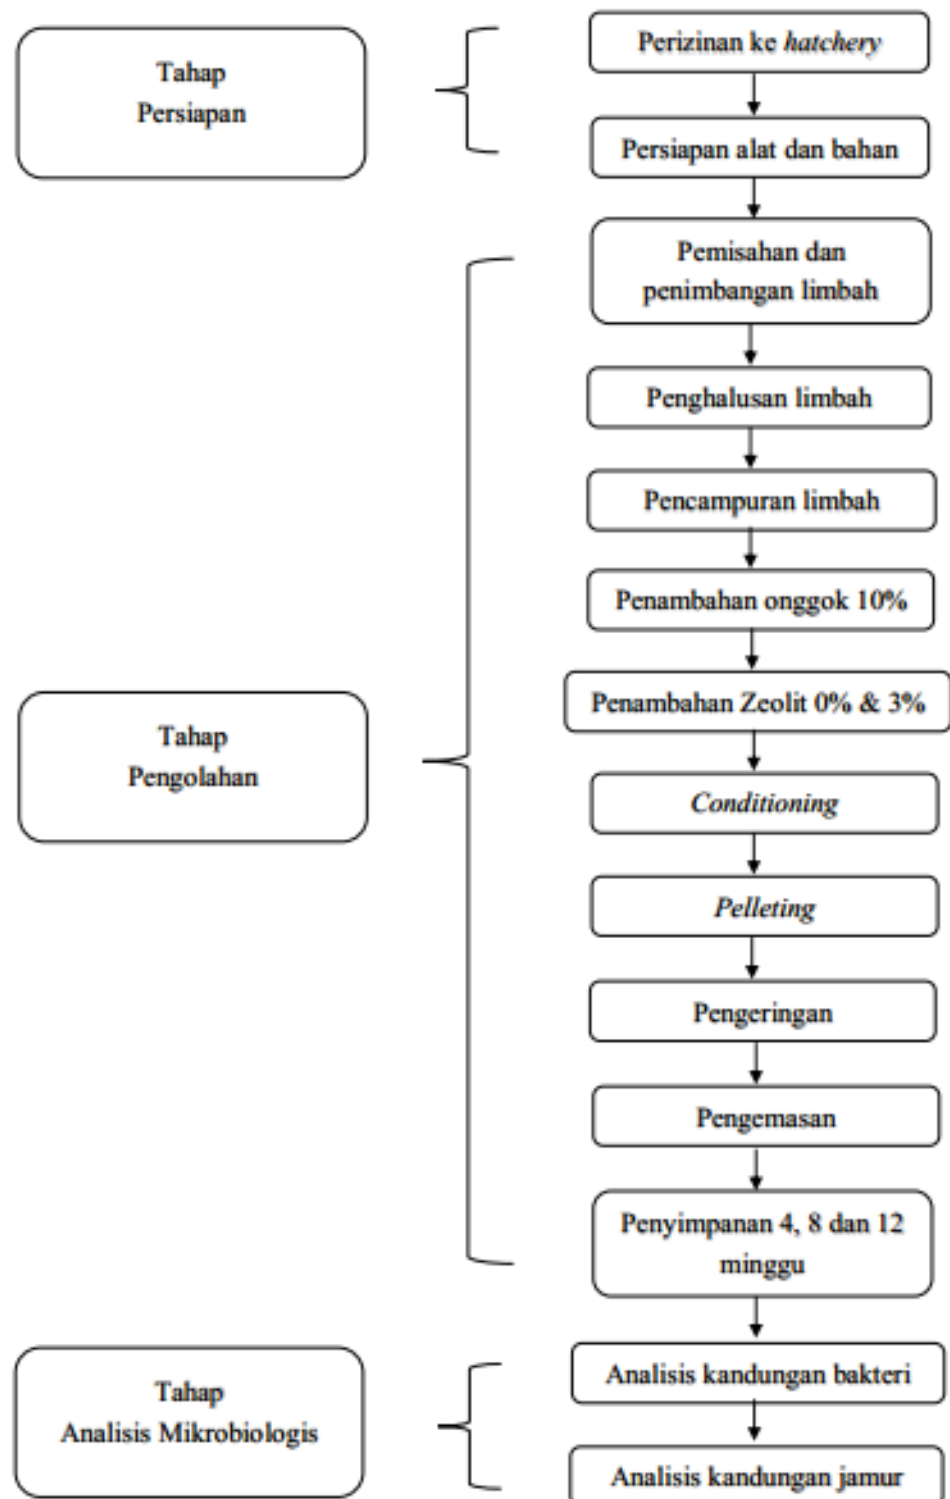 Tahap
Persiapan
Perizinan ke hatchery
Persiapan alat dan bahan
Tahap
Pengolahan
Pemisahan dan
penimbangan limbah
Penghalusan limbah
Pencampuran limbah
Penambahan onggok 10%
Penambahan Zeolit 0% & 3%
Conditioning
Pelleting
Pengeringan
Pengemasan
Penyimpanan 4, 8 dan 12
minggu
Tahap
Analisis Mikrobiologis
Analisis kandungan bakteri
Analisis kandungan jamur